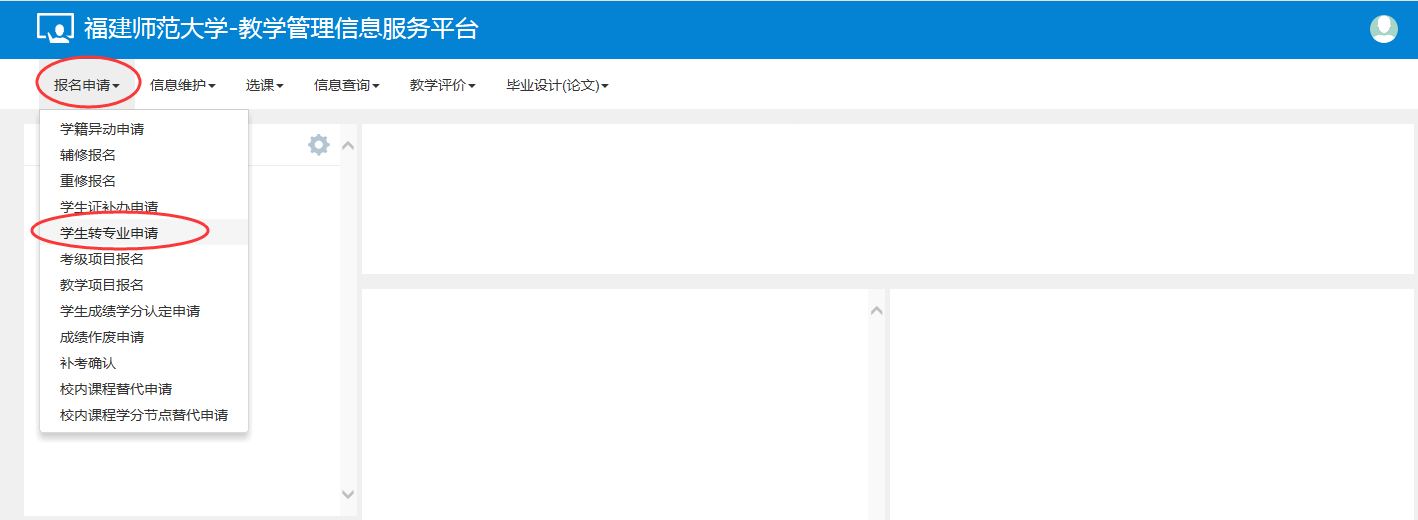 福建师范大学-教学管理信息服务平台
报名申请 信息维护 选课 信息查询 教学评价 毕业设计(论文)
学籍异动申请
辅修报名
重修报名
学生证补办申请
学生转专业申请
考级项目报名
教学项目报名
学生成绩学分认定申请
成绩作废申请
补考确认
校内课程替代申请
校内课程学分节点替代申请